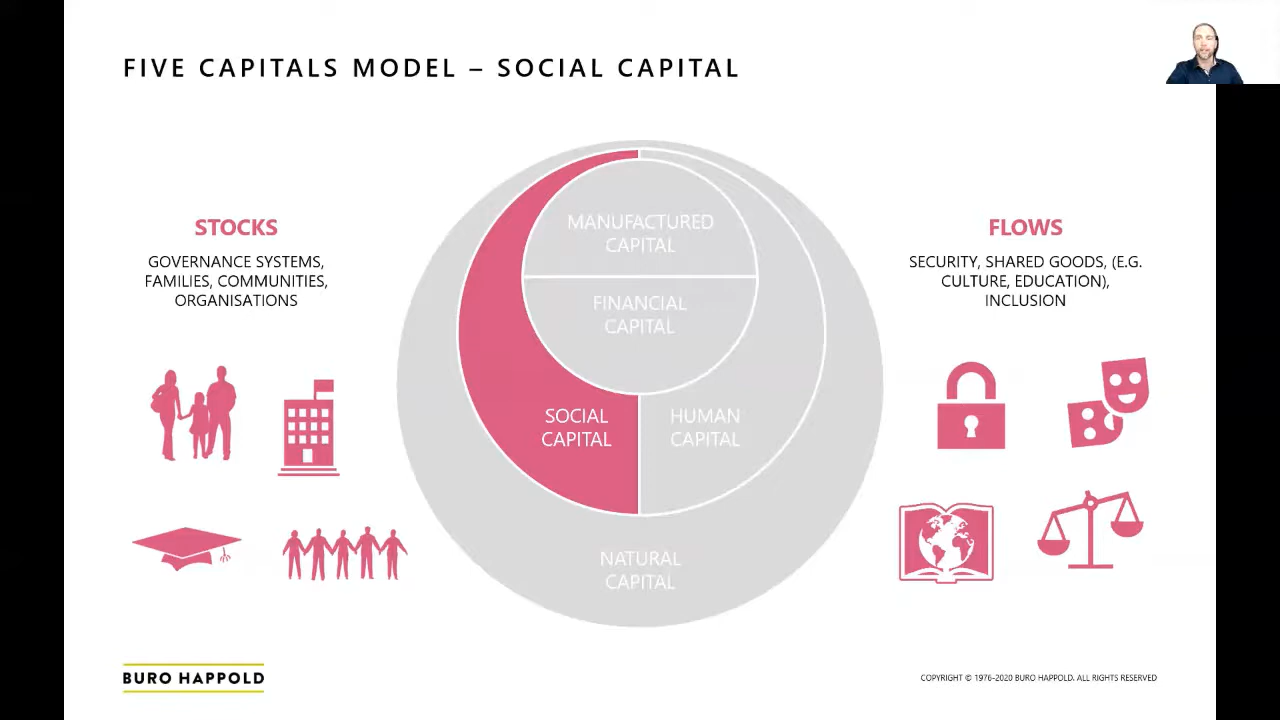 FIVE CAPITALS MODEL – SOCIAL CAPITAL
STOCKS
GOVERNANCE SYSTEMS,
FAMILIES, COMMUNITIES,
ORGANISATIONS
MANUFACTURED
CAPITAL
FINANCIAL
CAPITAL
SOCIAL
CAPITAL
HUMAN
CAPITAL
NATURAL
CAPITAL
FLOWS
SECURITY, SHARED GOODS, (E.G.
CULTURE, EDUCATION),
INCLUSION
BURO HAPPOLD
COPYRIGHT © 1976-2020 BURO HAPPOLD. ALL RIGHTS RESERVED